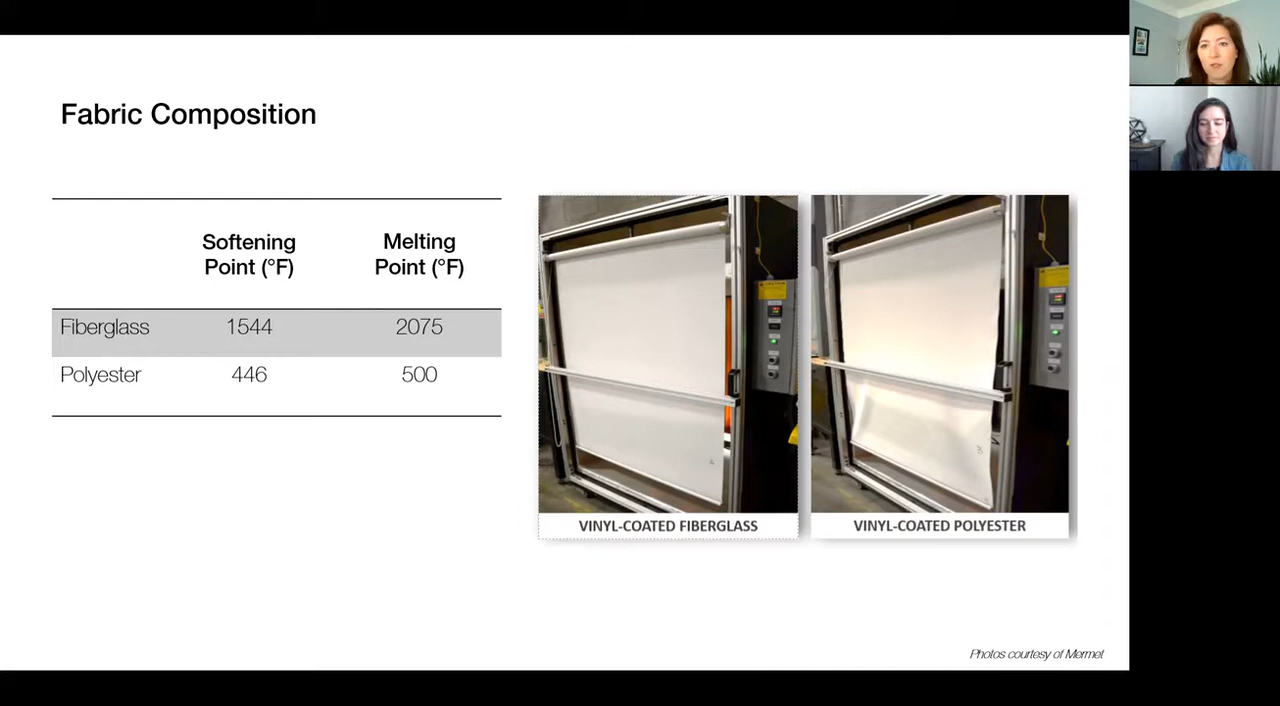 Fabric Composition
Softening
Point (°F)
Melting
Point (°F)
Fiberglass 1544 2075
Polyester 446 500
VINYL-COATED FIBERGLASS
VINYL-COATED POLYESTER
Photos courtesy of Mermet